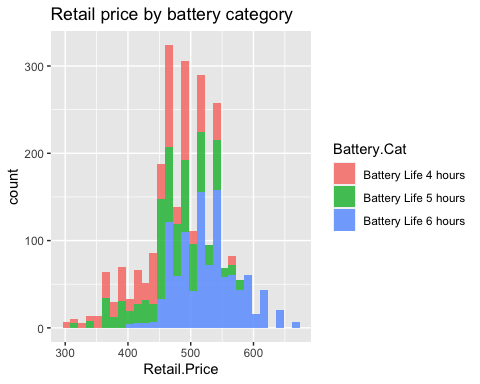 Retail price by battery category
300
200
100
0
count
300 400 500 600
Retail.Price
Battery.Cat
Battery Life 4 hours
Battery Life 5 hours
Battery Life 6 hours